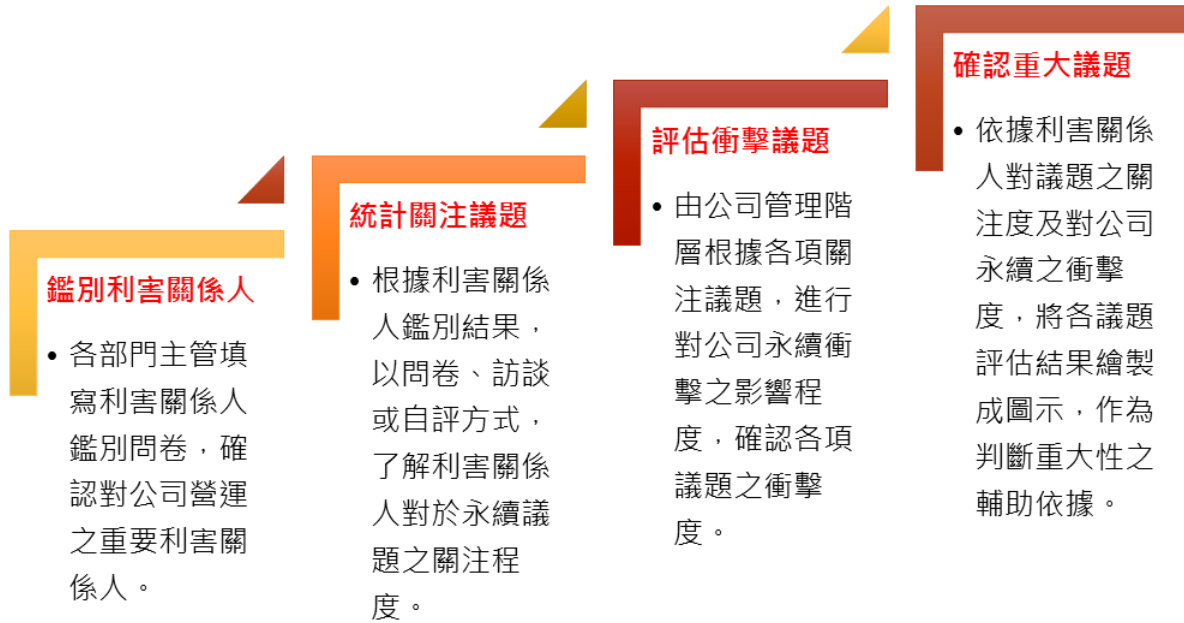 鑑別利害關係人
• 各部門主管填
寫利害關係人
鑑別問卷，確
認對公司營運
之重要利害關
係人。
統計關注議題
• 根據利害關係
人鑑別結果，
以問卷、訪談
或自評方式，
了解利害關係
人對於永續議
題之關注程
度。
評估衝擊議題
• 由公司管理階
層根據各項關
注議題，進行
對公司永續衝
擊之影響程
度，確認各項
議題之衝擊
度。
確認重大議題
• 依據利害關係
人對議題之關
注度及對公司
永續之衝擊
度，將各議題
評估結果繪製
成圖示，作為
判斷重大性之
輔助依據。